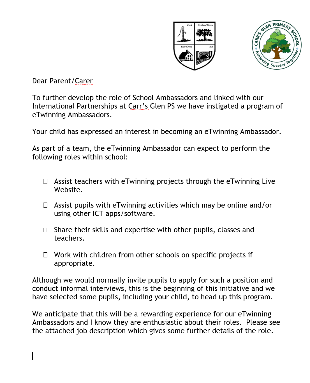 CARR'S GLEN PRIMARY SCHOOL
Dear Parent/Carer
To further develop the role of School Ambassadors and linked with our
International Partnerships at Carr's Glen PS we have instigated a program of
eTwinning Ambassadors.
Your child has expressed an interest in becoming an eTwinning Ambassador.
As part of a team, the eTwinning Ambassador can expect to perform the
following roles within school:
Assist teachers with eTwinning projects through the eTwinning Live
Website.
Assist pupils with eTwinning activities which may be online and/or
using other ICT apps/software.
Share their skills and expertise with other pupils, classes and
teachers.
Work with children from other schools on specific projects if
appropriate.
Although we would normally invite pupils to apply for such a position and
conduct informal interviews, this is the beginning of this initiative and we
have selected some pupils, including your child, to head up this program.
We anticipate that this will be a rewarding experience for our eTwinning
Ambassadors and I know they are enthusiastic about their roles.  Please see
the attached job description which gives some further details of the role.